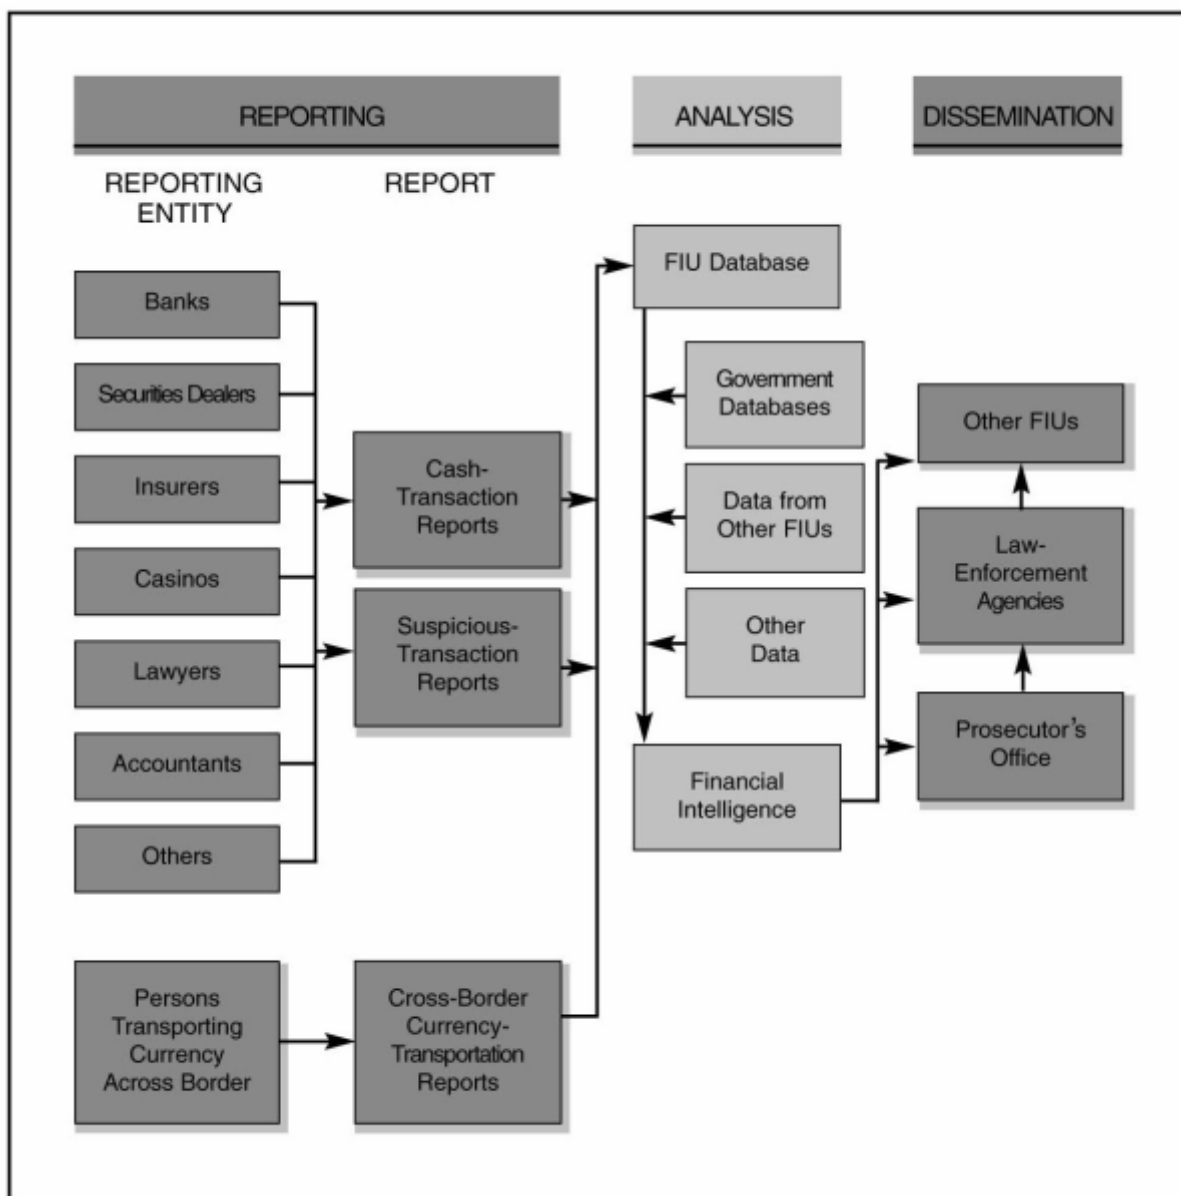 REPORTING
ANALYSIS
DISSEMINATION
REPORTING
ENTITY
REPORT
Banks
Securities Dealers
Insurers
Casinos
Lawyers
Accountants
Others
Persons
Transporting
Currency
Across Border
Cash-
Transaction
Reports
Suspicious-
Transaction
Reports
Cross-Border
Currency-
Transportation
Reports
FIU Database
Government
Databases
Data from
Other FIUs
Other
Data
Financial
Intelligence
Other FIUs
Law-
Enforcement
Agencies
Prosecutor's
Office